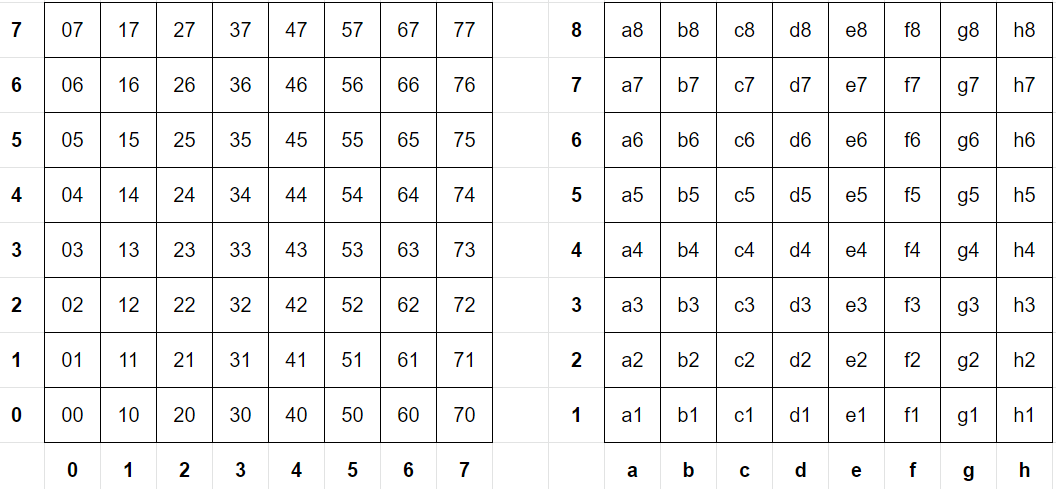 7 07 17 27 37 47 57 67 77 8 a8 b8 c8 d8 e8 f8 g8 h8
6 06 16 26 36 46 56 66 76 7 a7 b7 c7 d7 e7 f7 g7 h7
5 05 15 25 35 45 55 65 75 6 a6 b6 c6 d6 e6 f6 g6 h6
4 04 14 24 34 44 54 64 74 5 a5 b5 c5 d5 e5 f5 g5 h5
3 03 13 23 33 43 53 63 73 4 a4 b4 c4 d4 e4 f4 g4 h4
2 02 12 22 32 42 52 62 72 3 a3 b3 c3 d3 e3 f3 g3 h3
1 01 11 21 31 41 51 61 71 2 a2 b2 c2 d2 e2 f2 g2 h2
0 00 10 20 30 40 50 60 70 1 a1 b1 c1 d1 e1 f1 g1 h1
0 1 2 3 4 5 6 7 a b c d e f g h